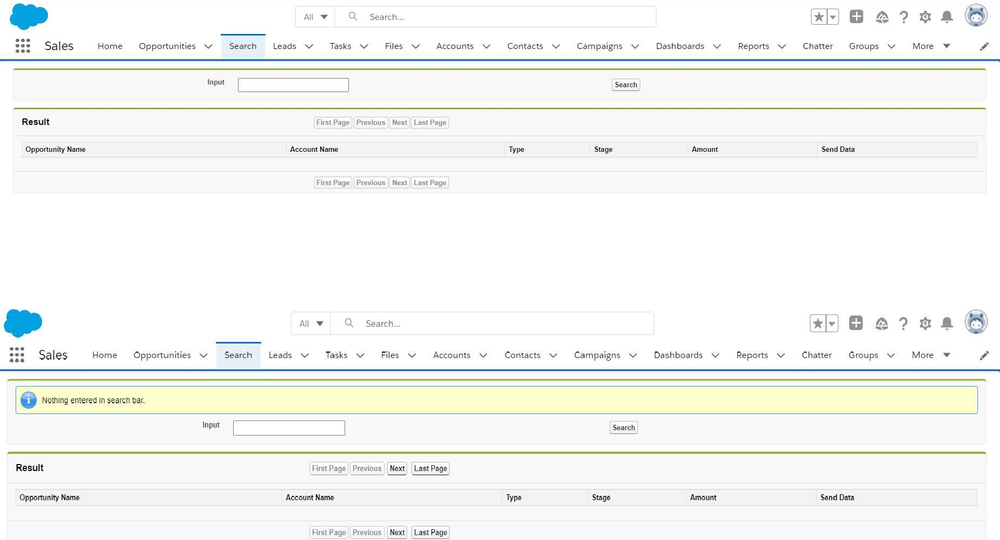 All Search...
Sales Home Opportunities Search Leads Tasks Files Accounts Contacts Campaigns Dashboards Reports Chatter Groups More
Input Search
Result First Page Previous Next Last Page
Opportunity Name Account Name Type Stage Amount Send Data
First Page Previous Next Last Page
All Search...
Sales Home Opportunities Search Leads Tasks Files Accounts Contacts Campaigns Dashboards Reports Chatter Groups More
Nothing entered in search bar.
Input Search
Result First Page Previous Next Last Page
Opportunity Name Account Name Type Stage Amount Send Data
First Page Previous Next Last Page